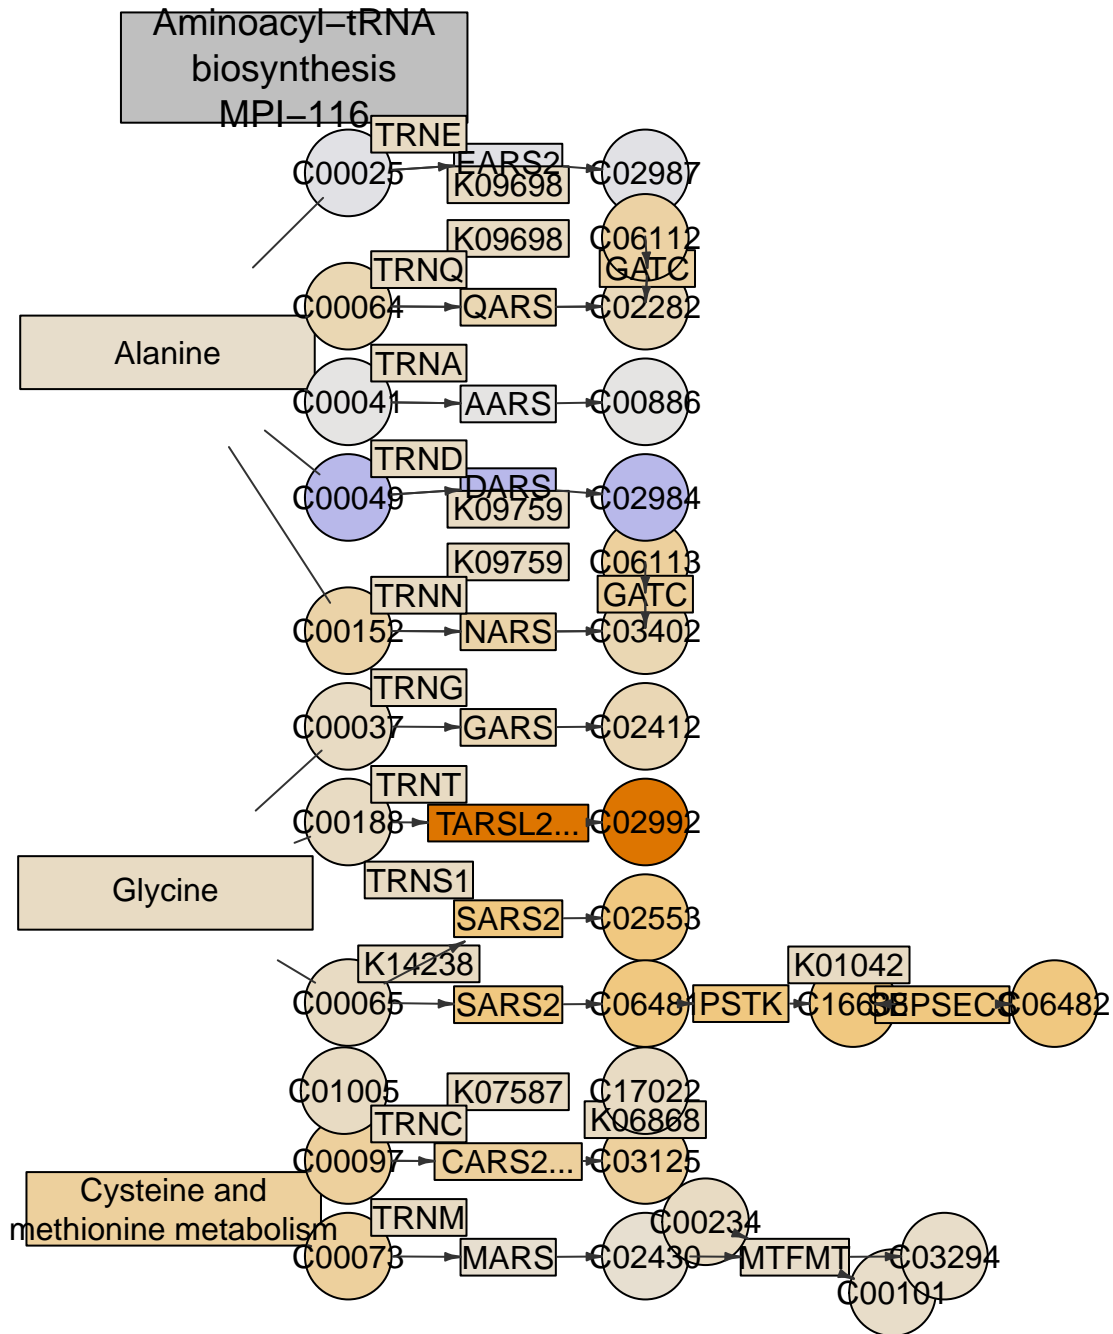 Aminoacyl−tRNA
biosynthesis
MPI−116
TRNE
C00025
EARS2
K09698
C02987
K09698
C06112
TRNQ
GATC
C00064
QARS
C02282
Alanine
TRNA
C00041
AARS
C00886
TRND
C00049
DARS
K09759
C02984
K09759
C06113
TRNN
GATC
C00152
NARS
C03402
TRNG
C00037
GARS
C02412
TRNT
C00188
TARSL2...
C02992
Glycine
TRNS1
SARS2
C02553
K14238
K01042
C00065
SARS2
C06481
PSTK
C16638
SEPSECS
C06482
C01005
K07587
C17022
TRNC
K06868
C00097
CARS2...
C03125
Cysteine and
methionine metabolism
TRNM
C00234
C00073
MARS
C02430
MTFMT
C03294
C00101